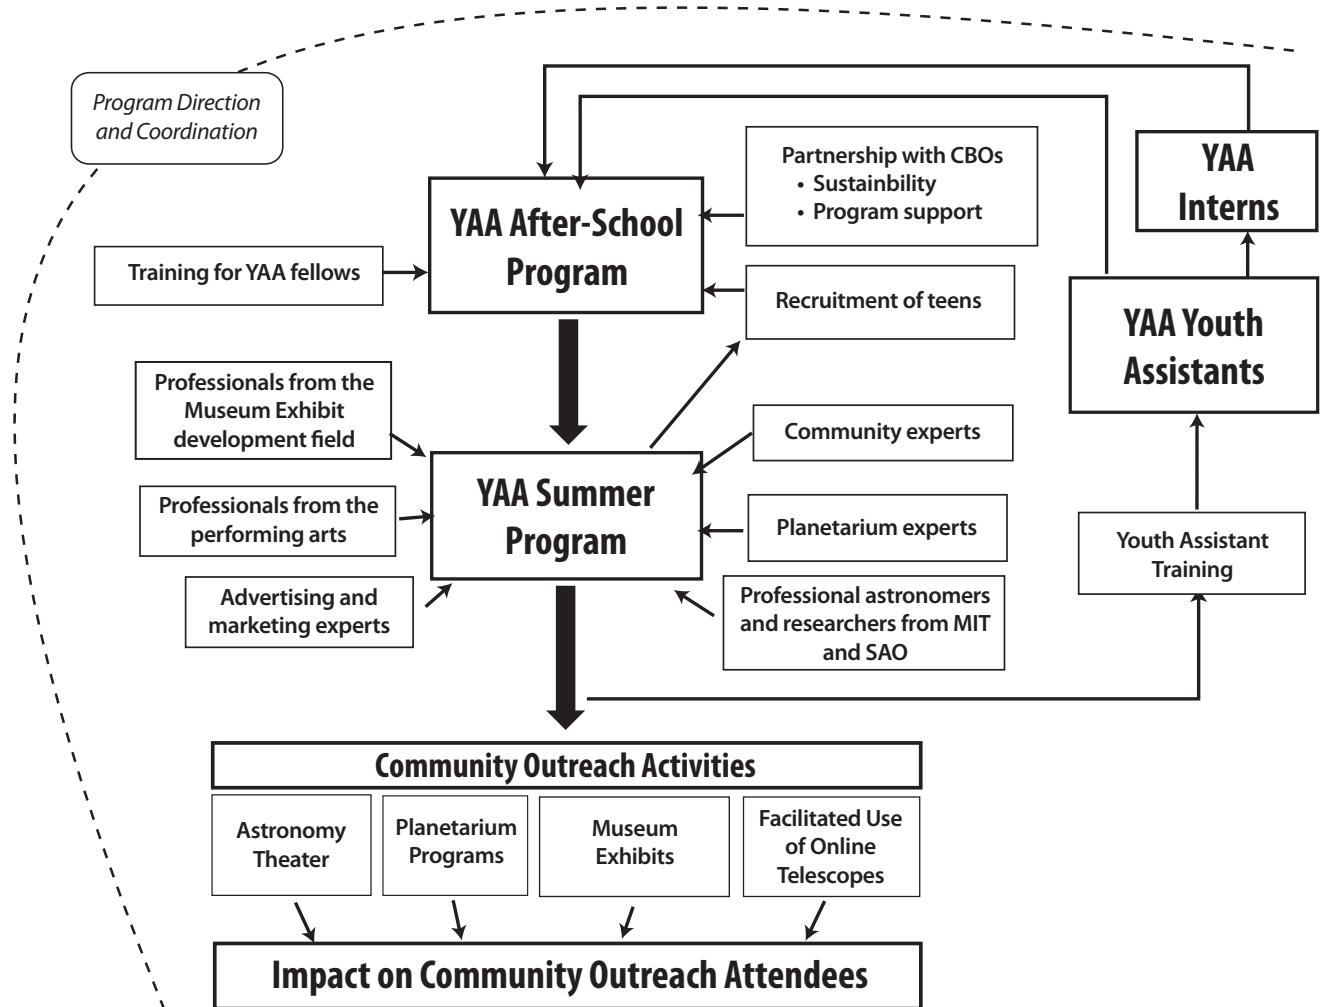 Program Direction
and Coordination
YAA
Interns
Partnership with CBOs
• Sustainbility
• Program support
YAA After-School
Program
Training for YAA fellows
Recruitment of teens
YAA Youth
Assistants
Professionals from the
Museum Exhibit
development field
Community experts
YAA Summer
Program
Professionals from the
performing arts
Planetarium experts
Youth Assistant
Training
Advertising and
marketing experts
Professional astronomers
and researchers from MIT
and SAO
Community Outreach Activities
Astronomy
Theater
Planetarium
Programs
Museum
Exhibits
Facilitated Use
of Online
Telescopes
Impact on Community Outreach Attendees